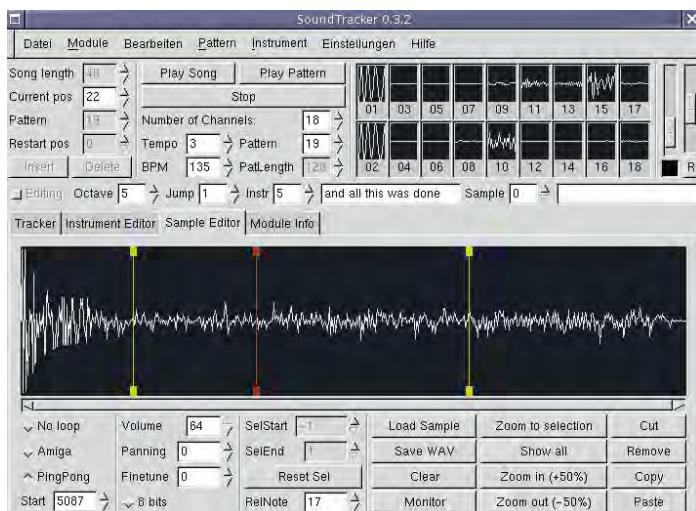 SoundTracker 0.3.2
Datei Module Bearbeiten Pattern Instrument Einstellungen Hilfe
Song length 48 Play Song Play Pattern
Current pos 22 Stop
Pattern 19 Number of Channels: 18
Restart pos 0 Tempo 3 Pattern 19
Insert Delete BPM 135 PatLength 128
01 03 05 07 09 11 13 15 17
02 04 06 08 10 12 14 16 18
R
Editing Octave 5 Jump 1 Instr 5 and all this was done Sample 0
Tracker Instrument Editor Sample Editor Module Info
No loop Volume 64 SelStart -1 Load Sample Zoom to selection Cut
Amiga Panning 0 SelEnd 1 Save WAV Show all Remove
PingPong Finetune 0 Reset Sel Clear Zoom in (+50%) Copy
Start 5087 8 bits RelNote 17 Monitor Zoom out (-50%) Paste